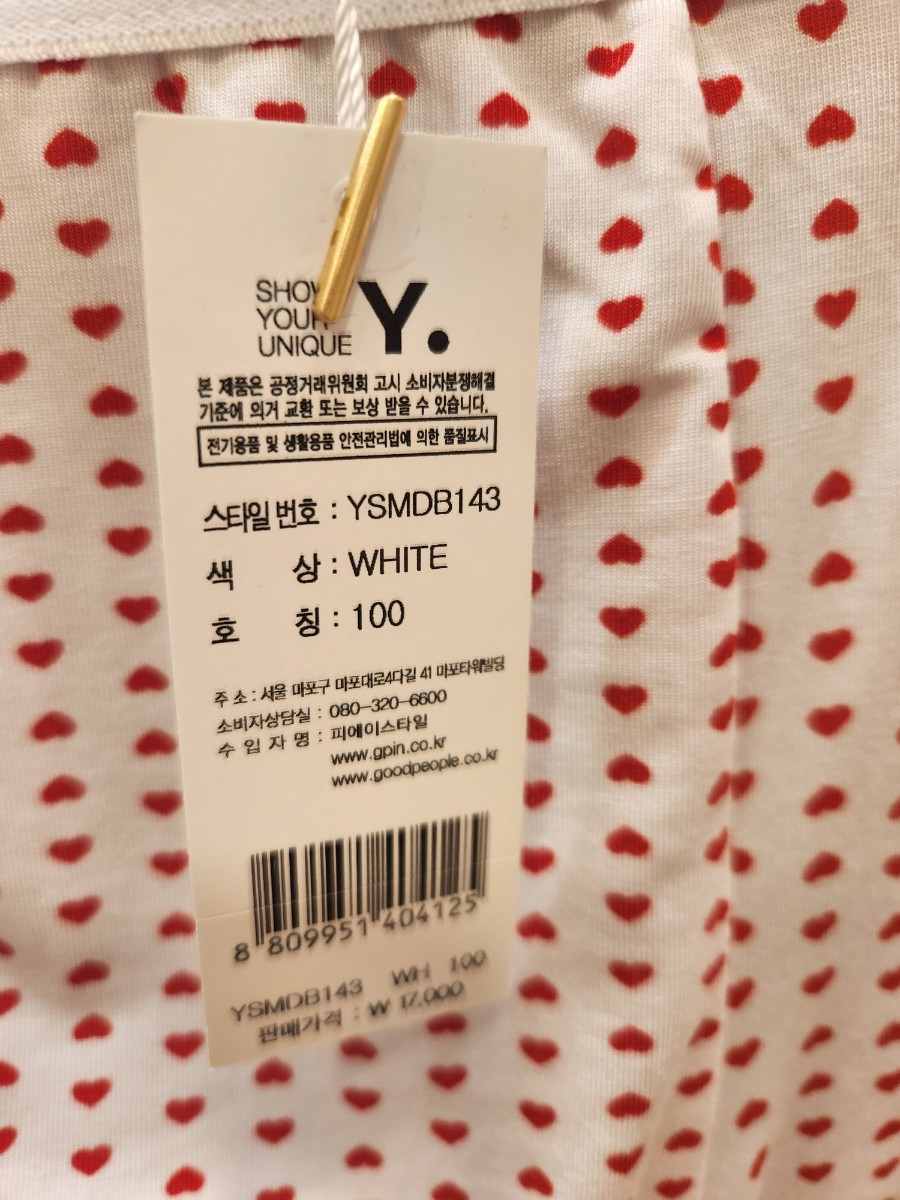 SHOW
YOUR
UNIQUE
Y.
본 제품은 공정거래위원회 고시 소비자분쟁해결
기준에 의거 교환 또는 보상 받을 수 있습니다.
전기용품 및 생활용품 안전관리법에 의한 품질표시
스타일 번호 : YSMDB143
색 상 : WHITE
호 칭 : 100
주 소 : 서울 마포구 마포대로4다길 41 마포타워빌딩
소비자상담실 : 080-320-6600
수 입 자 명 : 피에이스타일
www.gpin.co.kr
www.goodpeople.co.kr
8 809951 404125
YSMDB143 WH 100
판매가격 : ₩ 17,000